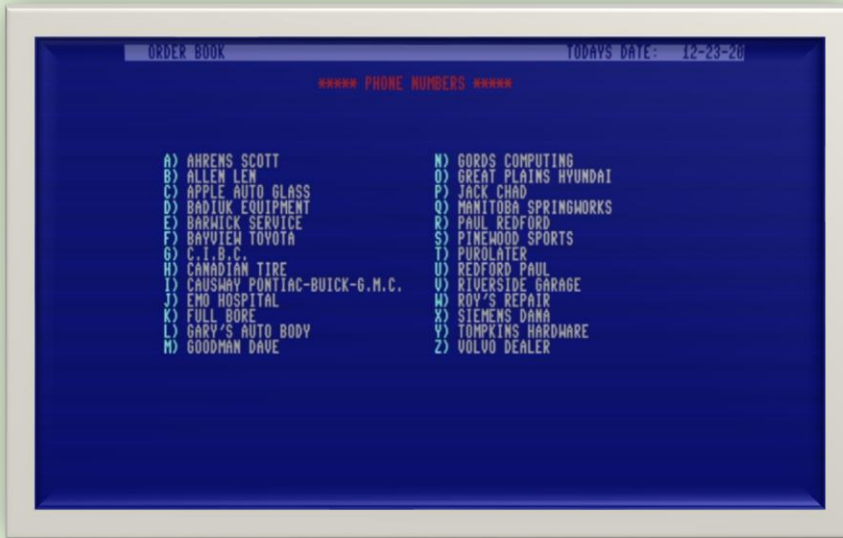 ORDER BOOK TODAYS DATE: 12-23-20
***** PHONE NUMBERS *****
A) AHRENS SCOTT
B) ALLEN LEN
C) APPLE AUTO GLASS
D) BADIUK EQUIPMENT
E) BARWICK SERVICE
F) BAYVIEW TOYOTA
G) C.I.B.C.
H) CANADIAN TIRE
I) CAUSWAY PONTIAC-BUICK-G.M.C.
J) EMO HOSPITAL
K) FULL BORE
L) GARY'S AUTO BODY
M) GOODMAN DAVE
N) GORDS COMPUTING
O) GREAT PLAINS HYUNDAI
P) JACK CHAD
Q) MANITOBA SPRINGWORKS
R) PAUL REDFORD
S) PINEWOOD SPORTS
T) PUROLATER
U) REDFORD PAUL
V) RIVERSIDE GARAGE
W) ROY'S REPAIR
X) SIEMENS DANA
Y) TOMPKINS HARDWARE
Z) VOLVO DEALER